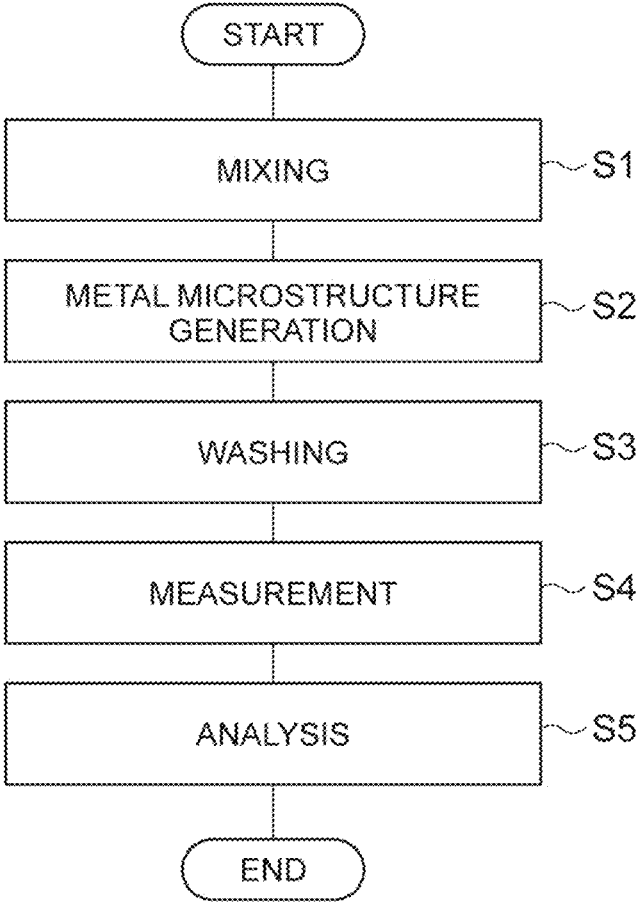 START
MIXING
S1
METAL MICROSTRUCTURE
GENERATION
S2
WASHING
S3
MEASUREMENT
S4
ANALYSIS
S5
END